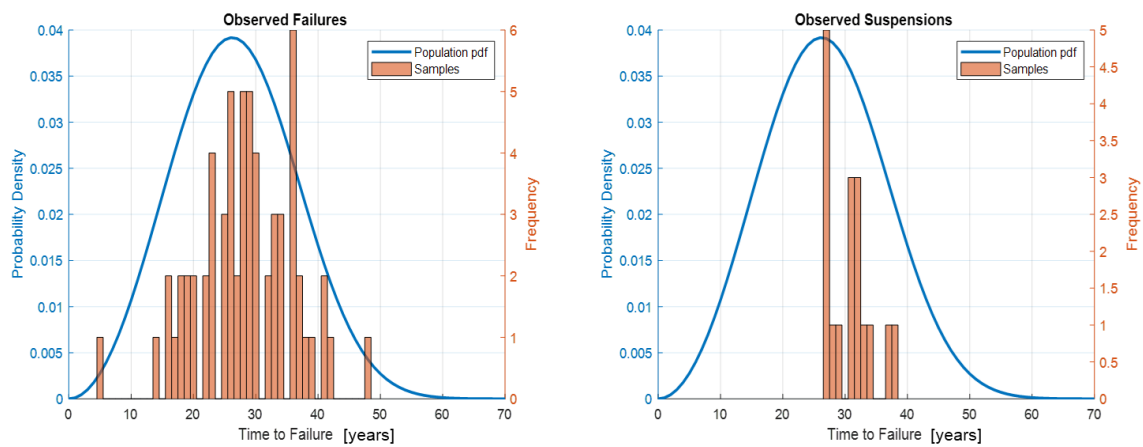 Observed Failures
Population pdf
Samples
Probability Density
0
0.005
0.01
0.015
0.02
0.025
0.03
0.035
0.04
Frequency
0
1
2
3
4
5
6
0 10 20 30 40 50 60 70
Time to Failure [years]
Observed Suspensions
Population pdf
Samples
Probability Density
0
0.005
0.01
0.015
0.02
0.025
0.03
0.035
0.04
Frequency
0
0.5
1
1.5
2
2.5
3
3.5
4
4.5
5
0 10 20 30 40 50 60 70
Time to Failure [years]